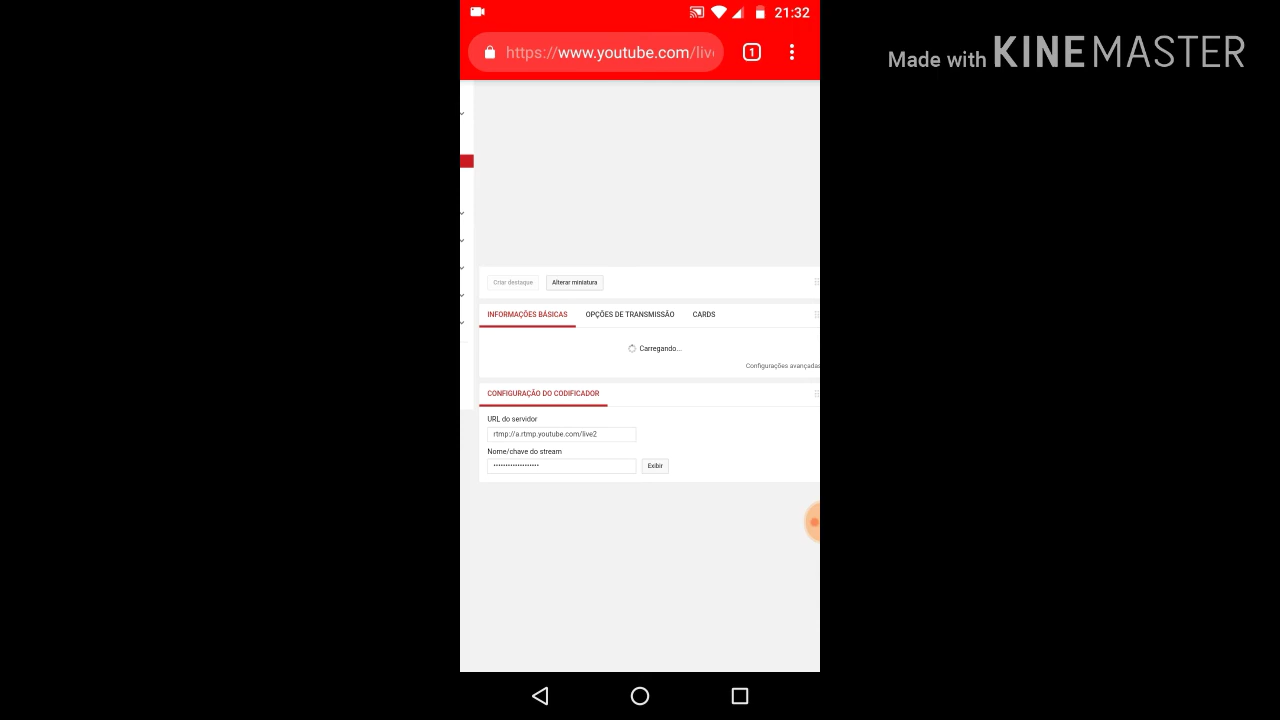 21:32
https://www.youtube.com/liv
1
Made with KINEMASTER
Criar destaque
Alterar miniatura
INFORMAÇÕES BÁSICAS
OPÇÕES DE TRANSMISSÃO
CARDS
Carregando...
Configurações avançadas
CONFIGURAÇÃO DO CODIFICADOR
URL do servidor
rtmp://a.rtmp.youtube.com/live2
Nome/chave do stream
••••••••••••••••••• Exibir